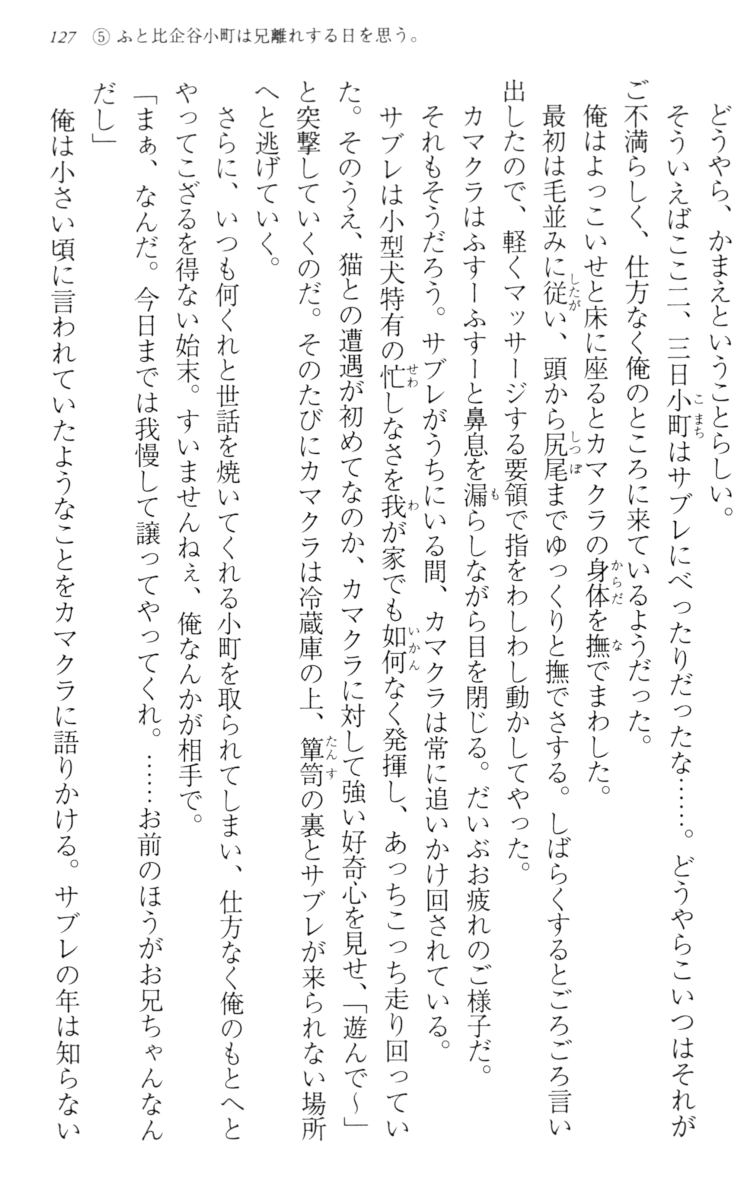 127 ⑤ ふと比企谷小町は兄離れする日を思う。
どうやら、かまえということらしい。
そういえばここ二、三日小町はサブレにべったりだったな……。どうやらこいつはそれが
ご不満らしく、仕方なく俺のところに来ているようだった。
俺はよっこいせと床に座るとカマクラの身体を撫でまわした。
最初は毛並みに従い、頭から尻尾までゆっくりと撫でさする。しばらくするとごろごろ言い
出したので、軽くマッサージする要領で指をわしわし動かしてやった。
カマクラはふすーふすーと鼻息を漏らしながら目を閉じる。だいぶお疲れのご様子だ。
それもそうだろう。サブレがうちにいる間、カマクラは常に追いかけ回されている。
サブレは小型犬特有の忙しなさを我が家でも如何なく発揮し、あっちこっち走り回ってい
た。そのうえ、猫との遭遇が初めてなのか、カマクラに対して強い好奇心を見せ、「遊んで〜」
と突撃していくのだ。そのたびにカマクラは冷蔵庫の上、簞笥の裏とサブレが来られない場所
へと逃げていく。
さらに、いつも何くれと世話を焼いてくれる小町を取られてしまい、仕方なく俺のもとへと
やってこざるを得ない始末。すいませんねぇ、俺なんかが相手で。
「まぁ、なんだ。今日までは我慢して譲ってやってくれ。……お前のほうがお兄ちゃんなん
だし」
俺は小さい頃に言われていたようなことをカマクラに語りかける。サブレの年は知らない